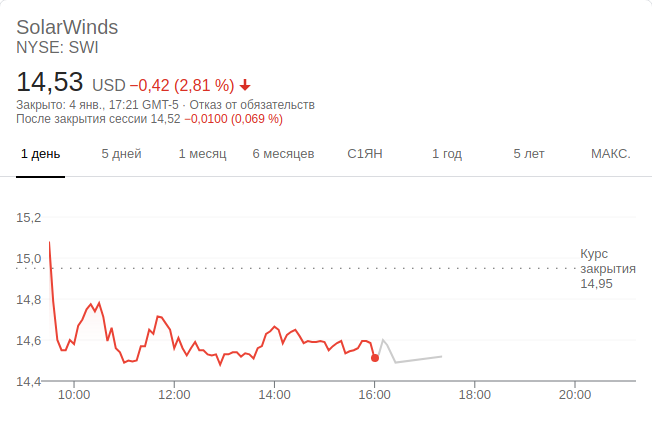 SolarWinds
NYSE: SWI
14,53 USD −0,42 (2,81 %)
Закрыто: 4 янв., 17:21 GMT-5 · Отказ от обязательств
После закрытия сессии 14,52 −0,0100 (0,069 %)
1 день 5 дней 1 месяц 6 месяцев С1ЯН 1 год 5 лет МАКС.
15,2
Курс
15,0
закрытия
14,95
14,8
14,6
14,4
10:00 12:00 14:00 16:00 18:00 20:00